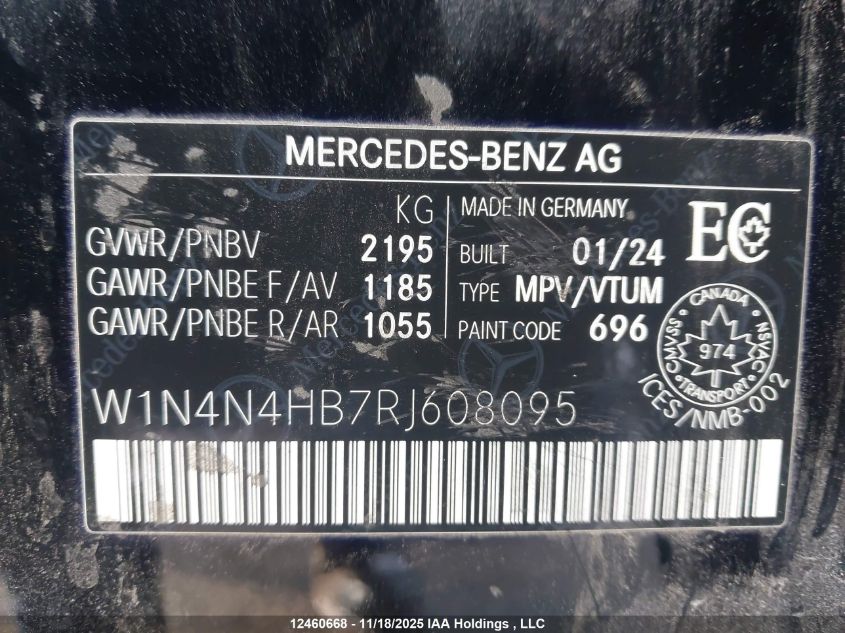 MERCEDES-BENZ AG
KG
GVWR/PNBV 2195
GAWR/PNBE F/AV 1185
GAWR/PNBE R/AR 1055
MADE IN GERMANY
BUILT 01/24
TYPE MPV/VTUM
PAINT CODE 696
EC
CANADA
CMVSS 974 NSVAC
TRANSPORT
ICES/NMB-002
W1N4N4HB7RJ608095
12460668 - 11/18/2025 IAA Holdings , LLC